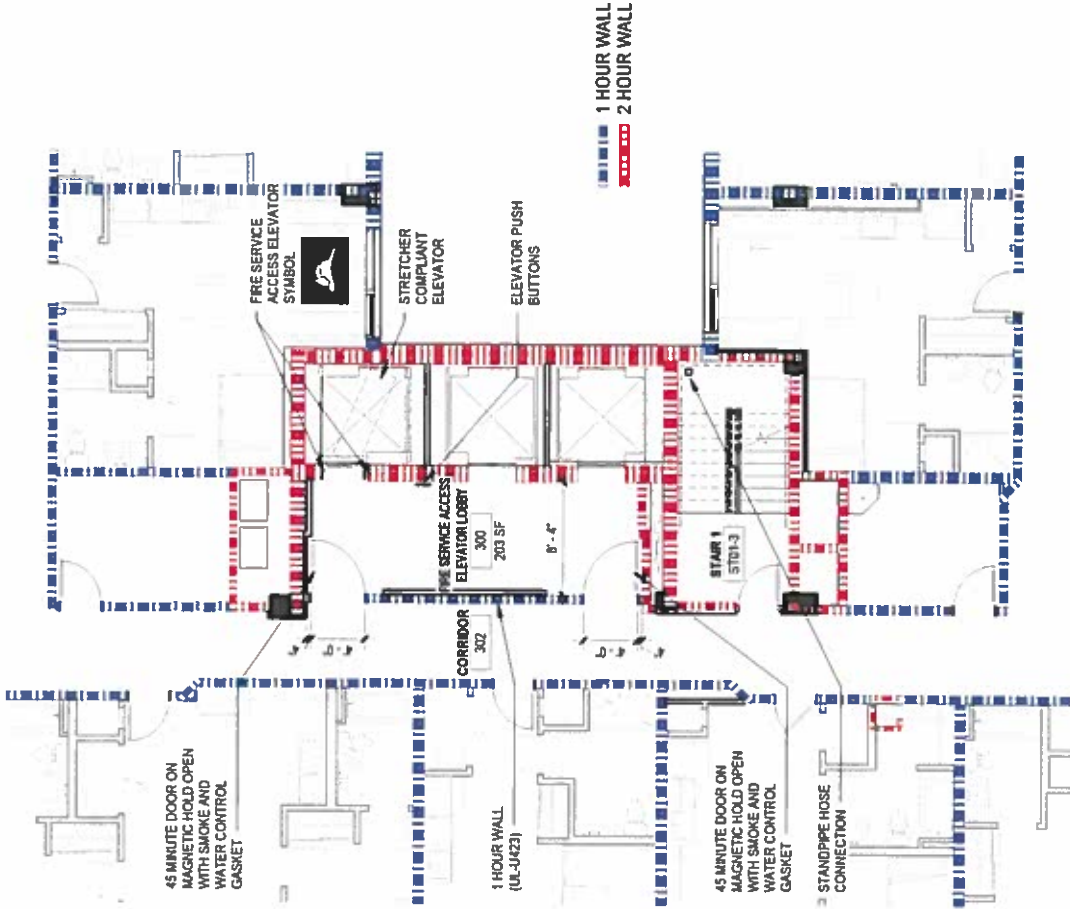 1 HOUR WALL
2 HOUR WALL
FIRE SERVICE
ACCESS ELEVATOR
SYMBOL
STRETCHER
COMPLIANT
ELEVATOR
ELEVATOR PUSH
BUTTONS
FIRE SERVICE ACCESS
ELEVATOR LOBBY
300
203 SF
8' - 4"
STAIR 1
ST01-3
CORRIDOR
302
45 MINUTE DOOR ON
MAGNETIC HOLD OPEN
WITH SMOKE AND
WATER CONTROL
GASKET
1 HOUR WALL
(UL-U423)
45 MINUTE DOOR ON
MAGNETIC HOLD OPEN
WITH SMOKE AND
WATER CONTROL
GASKET
STANDPIPE HOSE
CONNECTION